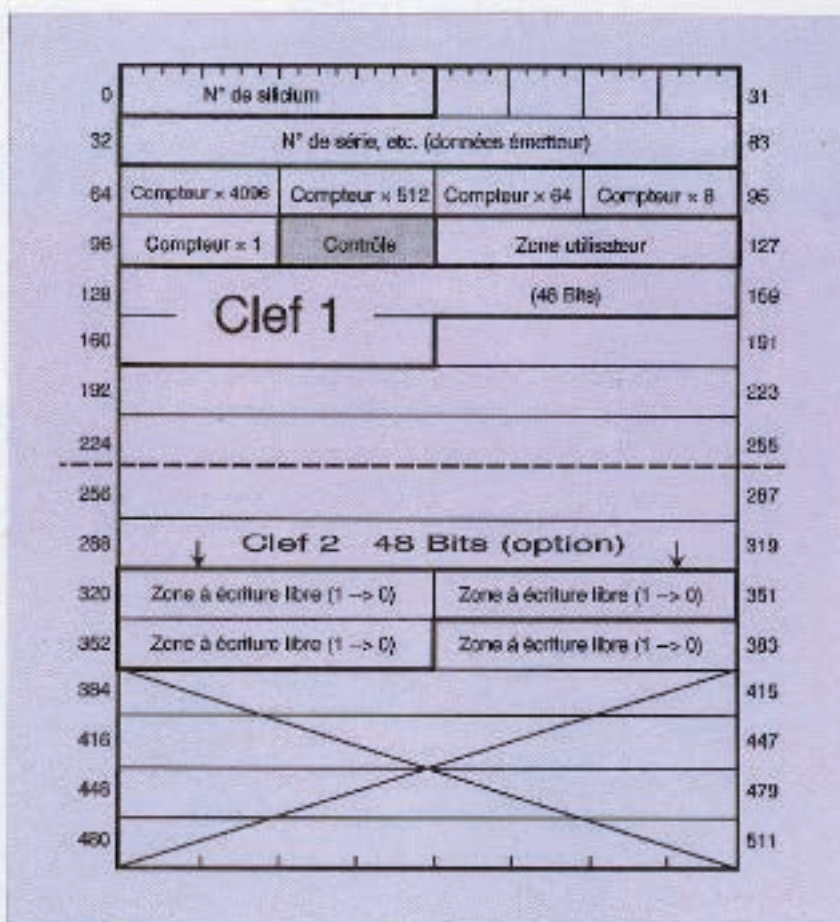 0 N° de silicium 31
32 N° de série, etc. (données émetteur) 63
64 Compteur × 4096 Compteur × 512 Compteur × 64 Compteur × 8 95
96 Compteur × 1 Contrôle Zone utilisateur 127
128 Clef 1 (48 Bits) 159
160 191
192 223
224 255
256 287
288 Clef 2 48 Bits (option) 319
320 Zone à écriture libre (1 --> 0) Zone à écriture libre (1 --> 0) 351
352 Zone à écriture libre (1 --> 0) Zone à écriture libre (1 --> 0) 383
384 415
416 447
448 479
480 511